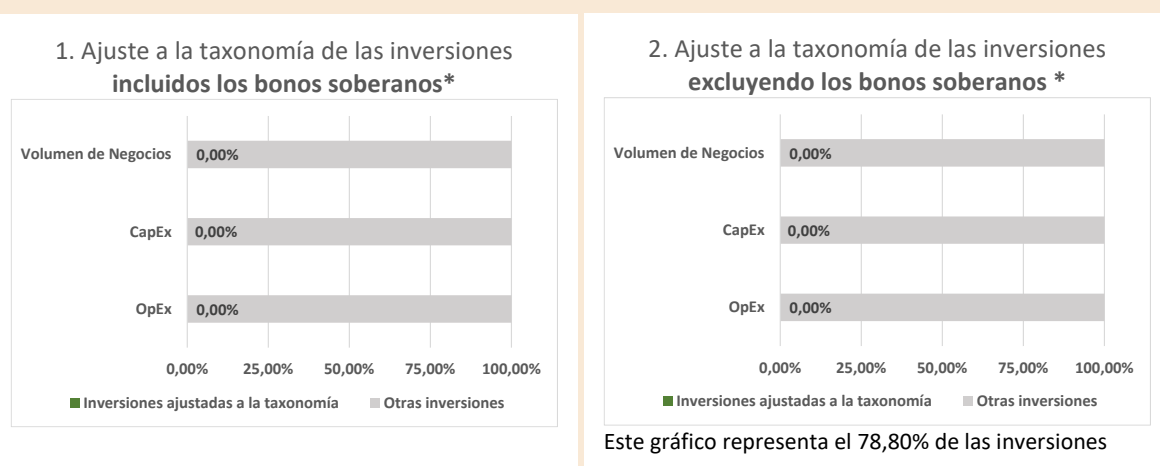 1. Ajuste a la taxonomía de las inversiones
incluidos los bonos soberanos*
Volumen de Negocios 0,00%
CapEx 0,00%
OpEx 0,00%
0,00% 25,00% 50,00% 75,00% 100,00%
Inversiones ajustadas a la taxonomía Otras inversiones
2. Ajuste a la taxonomía de las inversiones
excluyendo los bonos soberanos *
Volumen de Negocios 0,00%
CapEx 0,00%
OpEx 0,00%
0,00% 25,00% 50,00% 75,00% 100,00%
Inversiones ajustadas a la taxonomía Otras inversiones
Este gráfico representa el 78,80% de las inversiones